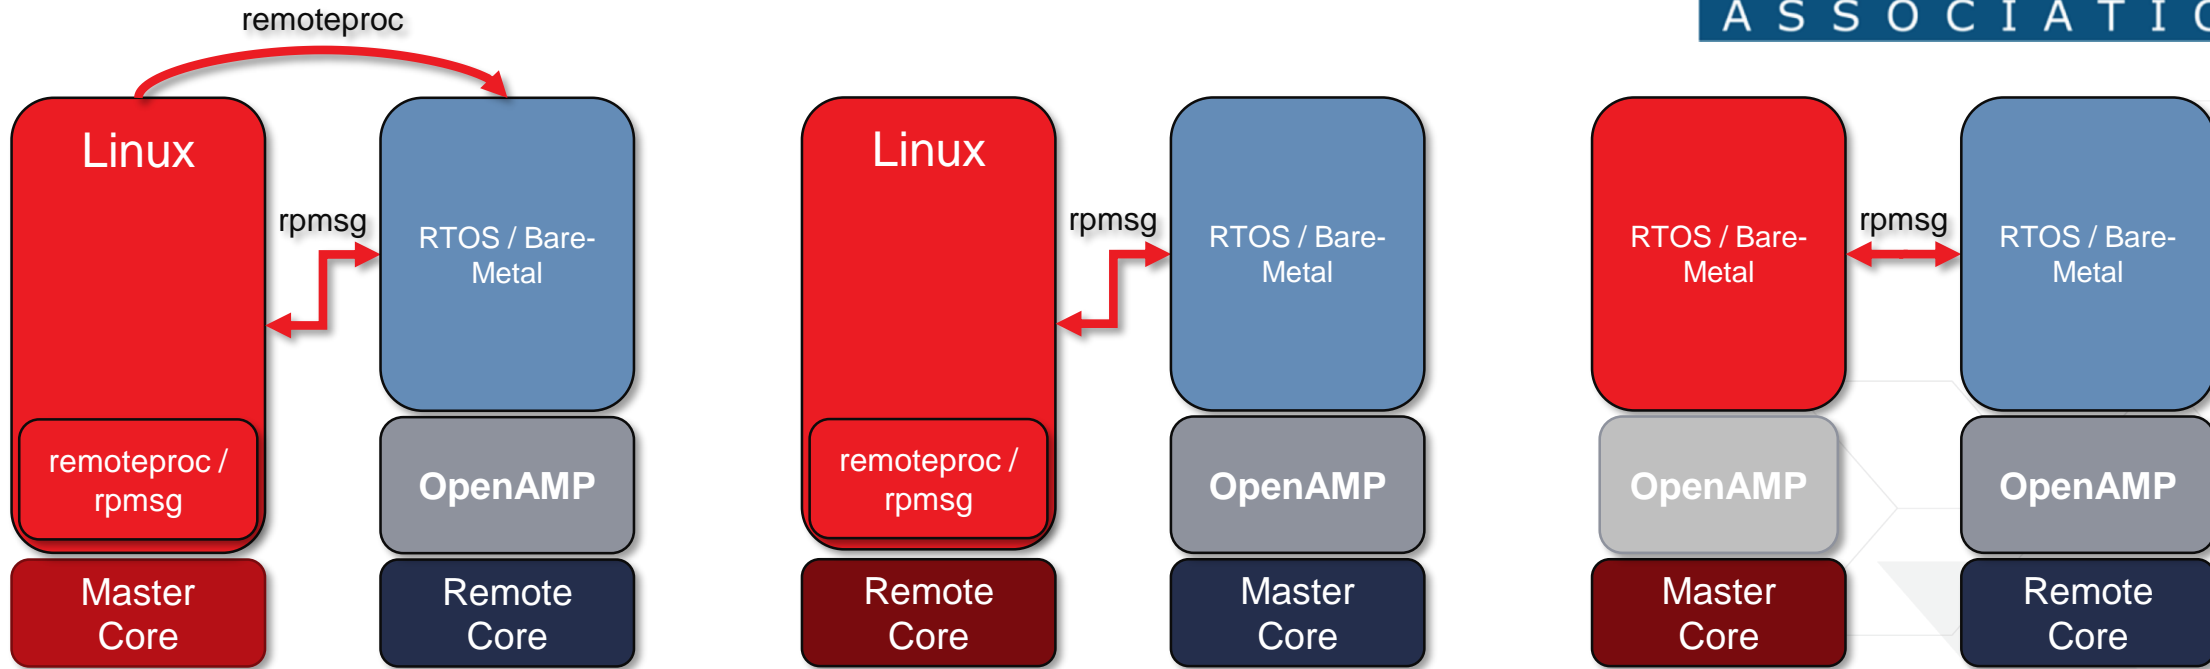 remoteproc
ASSOCIATIO
Linux
rpmsg
RTOS / Bare-
Metal
remoteproc /
rpmsg
OpenAMP
Master
Core
Remote
Core
Linux
rpmsg
RTOS / Bare-
Metal
remoteproc /
rpmsg
OpenAMP
Remote
Core
Master
Core
RTOS / Bare-
Metal
rpmsg
RTOS / Bare-
Metal
OpenAMP
OpenAMP
Master
Core
Remote
Core